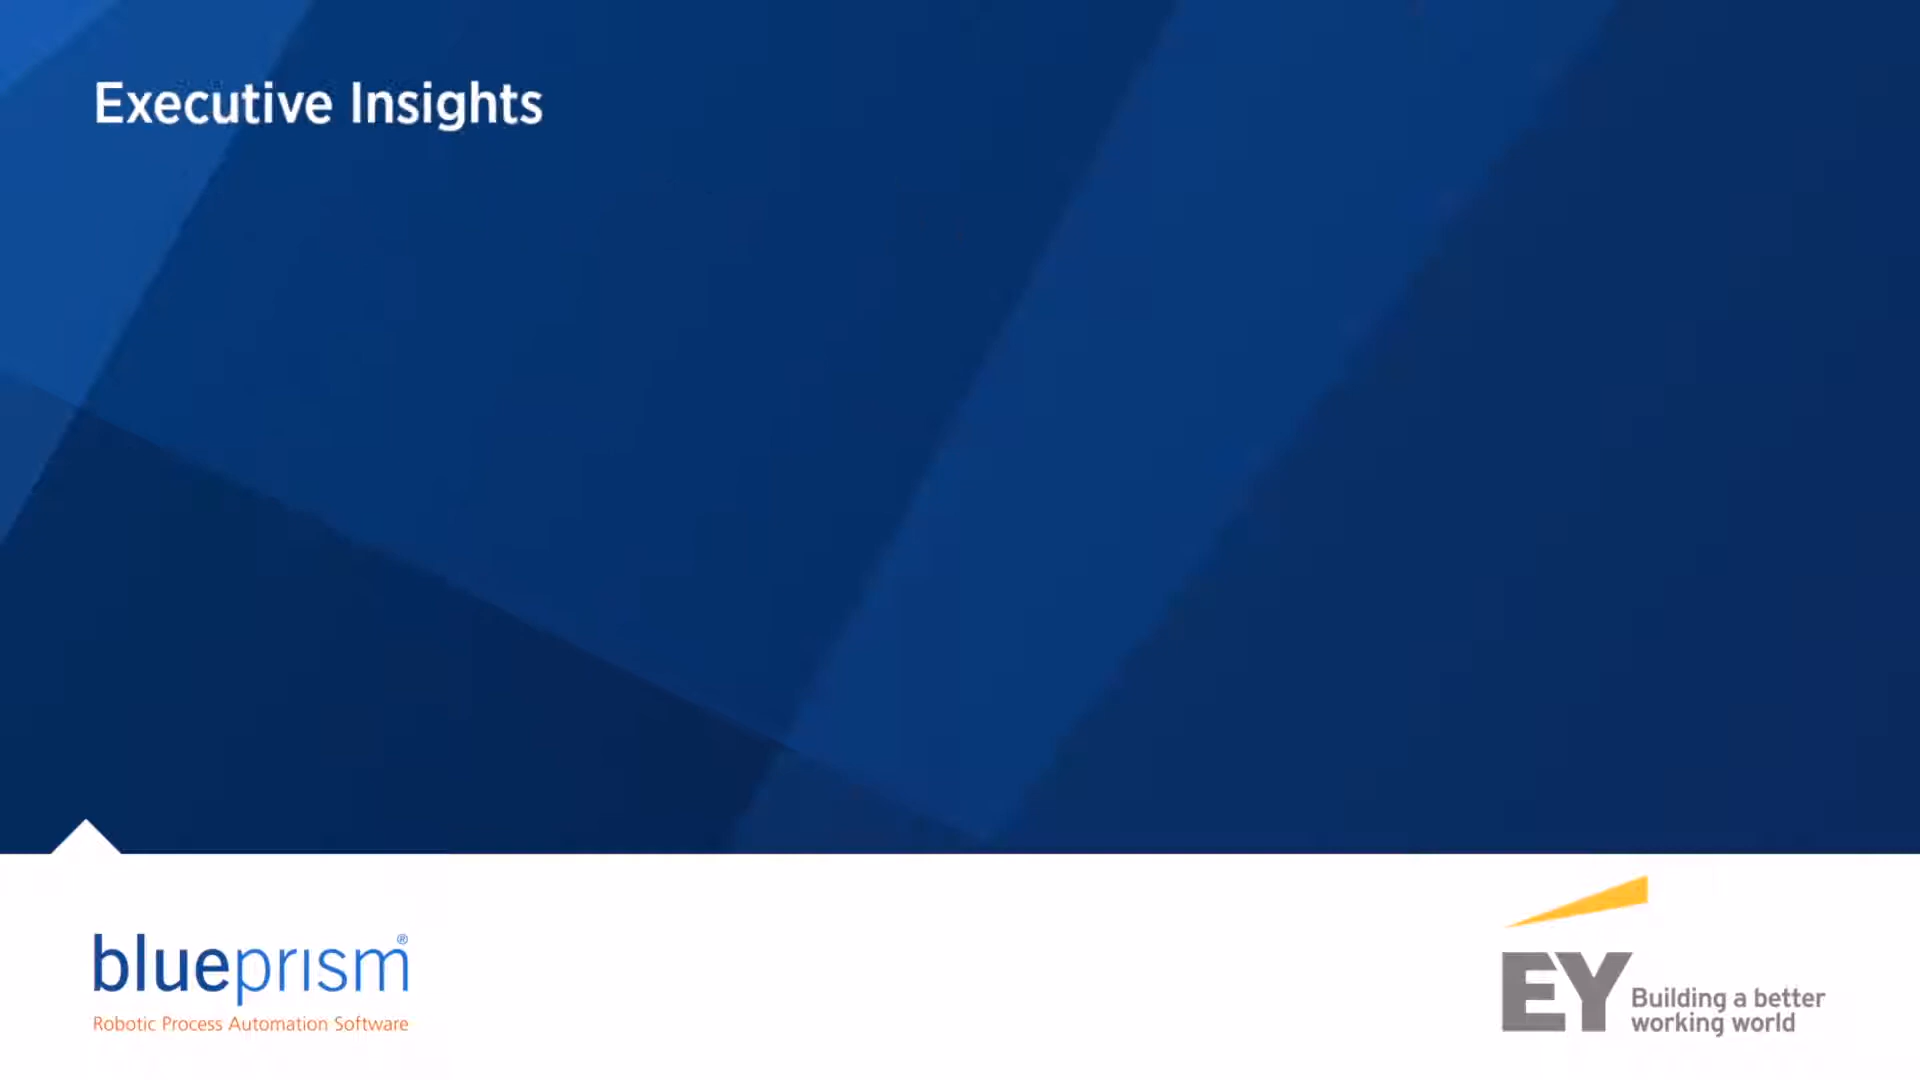 Executive Insights
blueprism®
Robotic Process Automation Software
EY
Building a better
working world